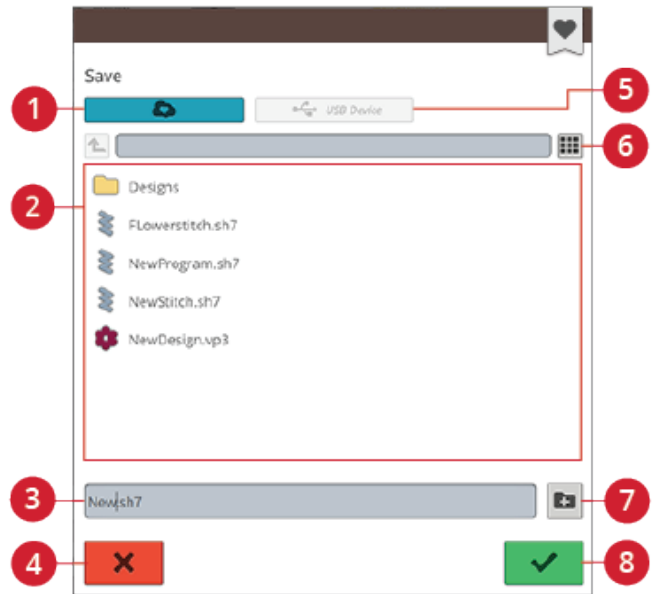 Save
1
USB Device
5
6
2
Designs
FLowerstitch.sh7
NewProgram.sh7
NewStitch.sh7
NewDesign.vp3
3
New.sh7
7
4
8